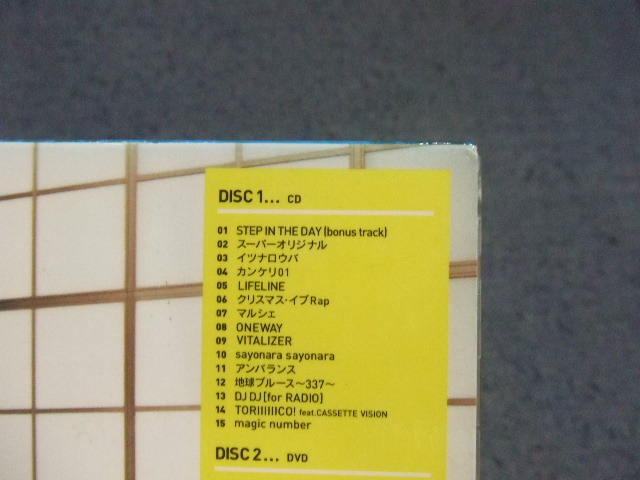 DISC 1... CD
01 STEP IN THE DAY (bonus track)
02 スーパーオリジナル
03 イツナロウバ
04 カンケリ01
05 LIFELINE
06 クリスマス・イブRap
07 マルシェ
08 ONEWAY
09 VITALIZER
10 sayonara sayonara
11 アンバランス
12 地球ブルース〜337〜
13 DJ DJ [for RADIO]
14 TORIIIIIICO! feat.CASSETTE VISION
15 magic number
DISC 2... DVD